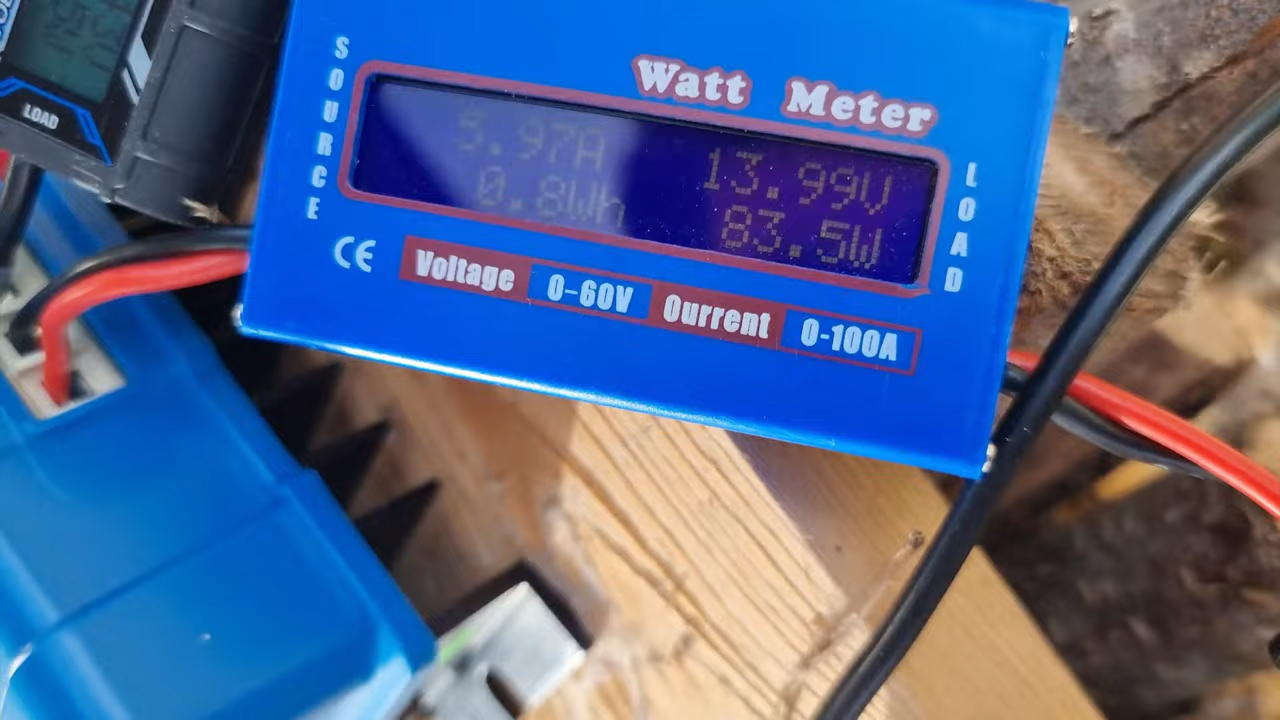 LOAD
SOURCE
Watt Meter
5.97A 13.99V
0.8Wh 83.5W
LOAD
CE
Voltage 0-60V Current 0-100A